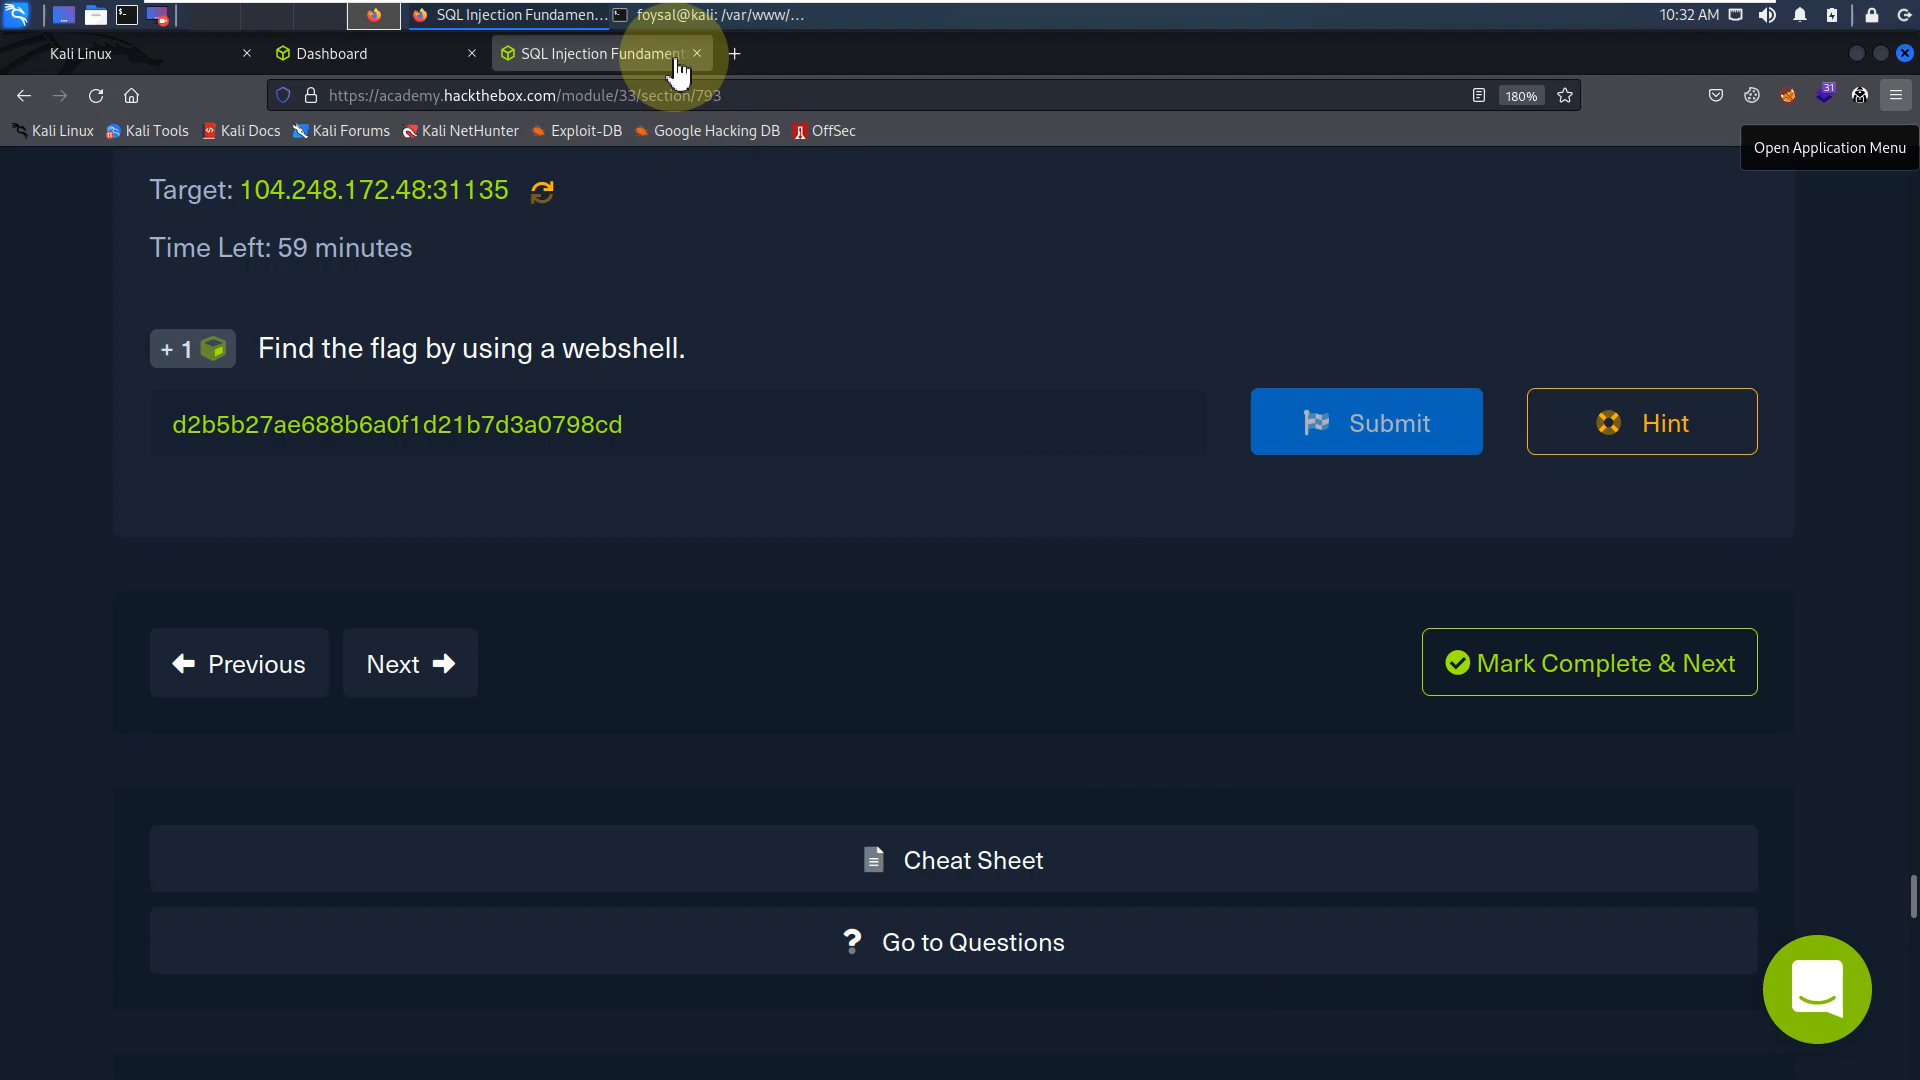 SQL Injection Fundamen... foysal@kali: /var/www/... 10:32 AM
Kali Linux Dashboard SQL Injection Fundament
https://academy.hackthebox.com/module/33/section/793 180% 31
Kali Linux Kali Tools Kali Docs Kali Forums Kali NetHunter Exploit-DB Google Hacking DB OffSec
Open Application Menu
Target: 104.248.172.48:31135
Time Left: 59 minutes
+ 1 Find the flag by using a webshell.
d2b5b27ae688b6a0f1d21b7d3a0798cd Submit Hint
Previous Next Mark Complete & Next
Cheat Sheet
? Go to Questions